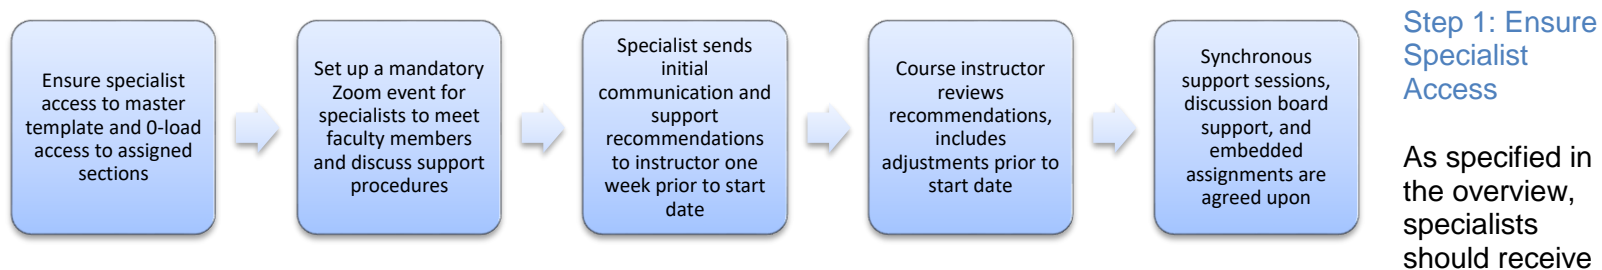 Ensure specialist
access to master
template and 0-load
access to assigned
sections
Set up a mandatory
Zoom event for
specialists to meet
faculty members
and discuss support
procedures
Specialist sends
initial
communication and
support
recommendations
to instructor one
week prior to start
date
Course instructor
reviews
recommendations,
includes
adjustments prior to
start date
Synchronous
support sessions,
discussion board
support, and
embedded
assignments are
agreed upon
Step 1: Ensure
Specialist
Access
As specified in
the overview,
specialists
should receive